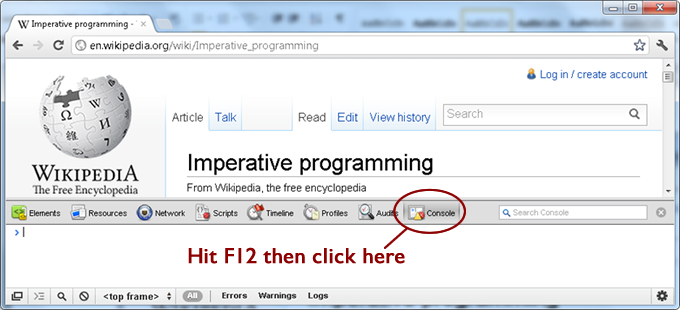 Imperative programming -
en.wikipedia.org/wiki/Imperative_programming
Log in / create account
Article Talk Read Edit View history Search
WIKIPEDIA
The Free Encyclopedia
Imperative programming
From Wikipedia, the free encyclopedia
Elements Resources Network Scripts Timeline Profiles Audits Console Search Console
Hit F12 then click here
<top frame> All Errors Warnings Logs